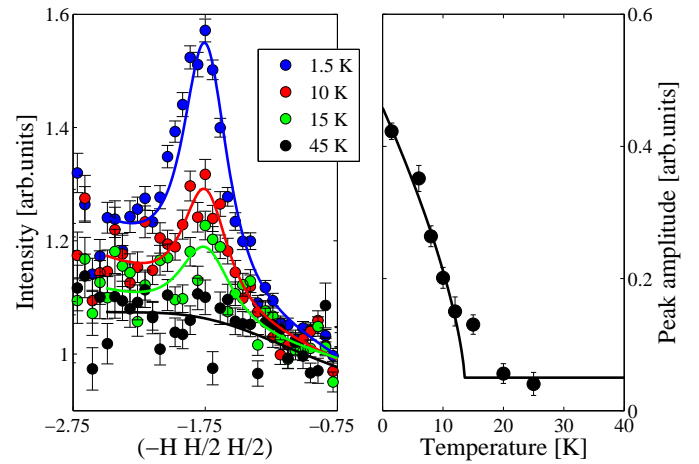 1.6
1.4
1.2
1
Intensity [arb.units]
1.5 K
10 K
15 K
45 K
−2.75 −1.75 −0.75
(−H H/2 H/2)
0.6
0.4
0.2
0
Peak amplitude [arb.units]
0 10 20 30 40
Temperature [K]